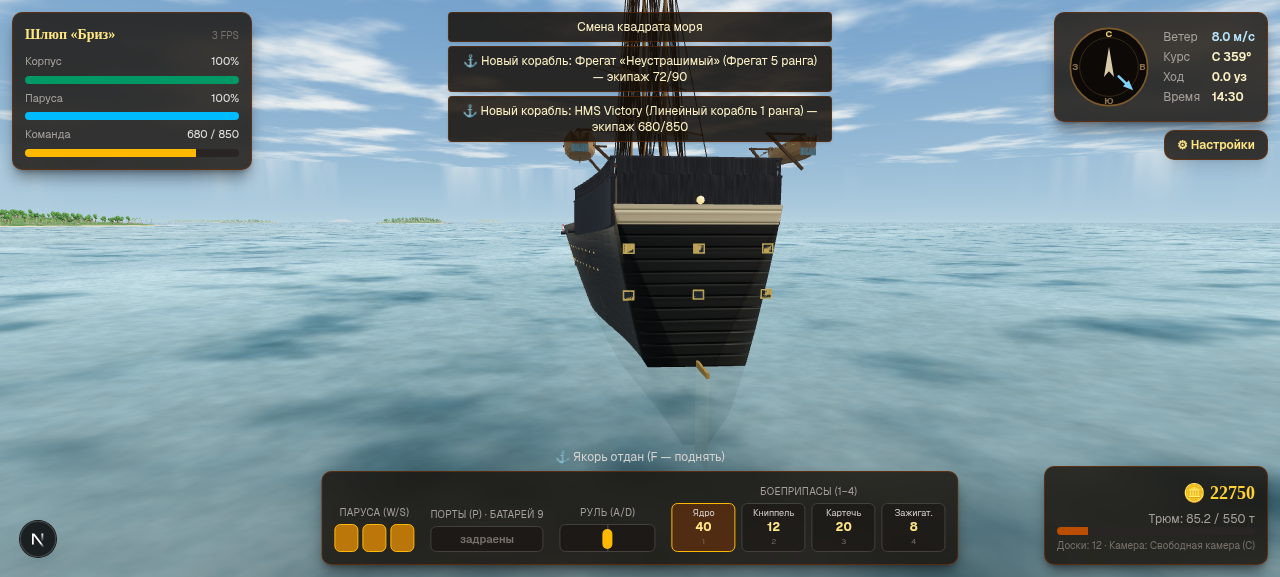 Шлюп «Бриз»
3 FPS
Корпус
100%
Паруса
100%
Команда
680 / 850
Смена квадрата моря
⚓ Новый корабль: Фрегат «Неустрашимый» (Фрегат 5 ранга)
— экипаж 72/90
⚓ Новый корабль: HMS Victory (Линейный корабль 1 ранга) —
экипаж 680/850
С
З
В
Ю
Ветер 8.0 м/с
Курс С 359°
Ход 0.0 уз
Время 14:30
⚙ Настройки
⚓ Якорь отдан (F — поднять)
ПАРУСА (W/S)
ПОРТЫ (P) · БАТАРЕЙ 9
задраены
РУЛЬ (A/D)
БОЕПРИПАСЫ (1–4)
Ядро
40
1
Книппель
12
2
Картечь
20
3
Зажигат.
8
4
🪙 22750
Трюм: 85.2 / 550 т
Доски: 12 · Камера: Свободная камера (C)
N